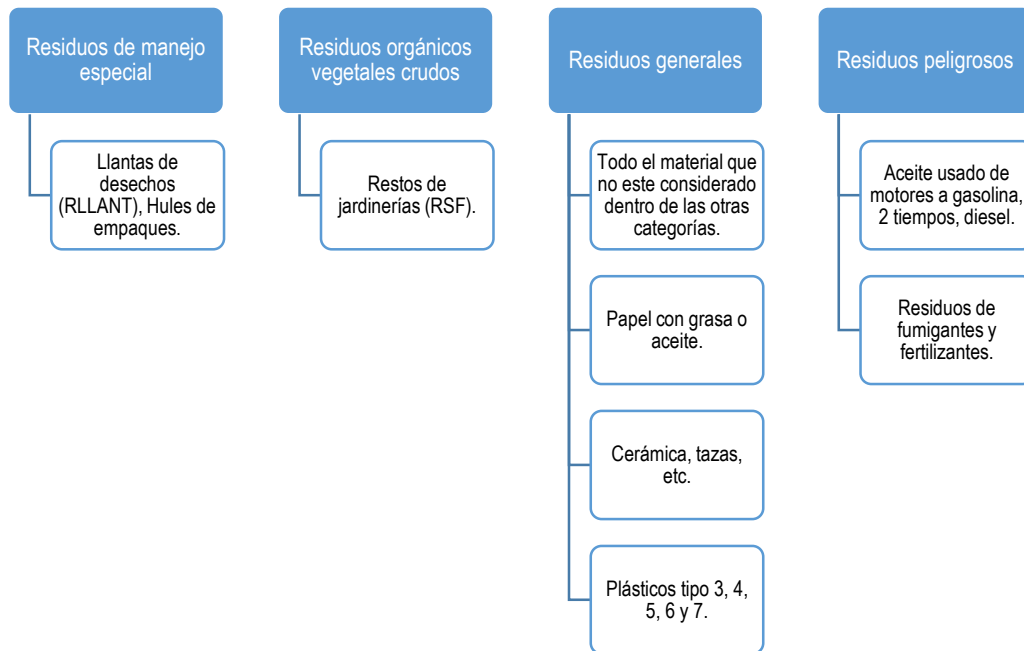 Residuos de manejo
especial
Llantas de
desechos
(RLLANT), Hules de
empaques.
Residuos orgánicos
vegetales crudos
Restos de
jardinerías (RSF).
Residuos generales
Todo el material que
no este considerado
dentro de las otras
categorías.
Papel con grasa o
aceite.
Cerámica, tazas,
etc.
Plásticos tipo 3, 4,
5, 6 y 7.
Residuos peligrosos
Aceite usado de
motores a gasolina,
2 tiempos, diesel.
Residuos de
fumigantes y
fertilizantes.